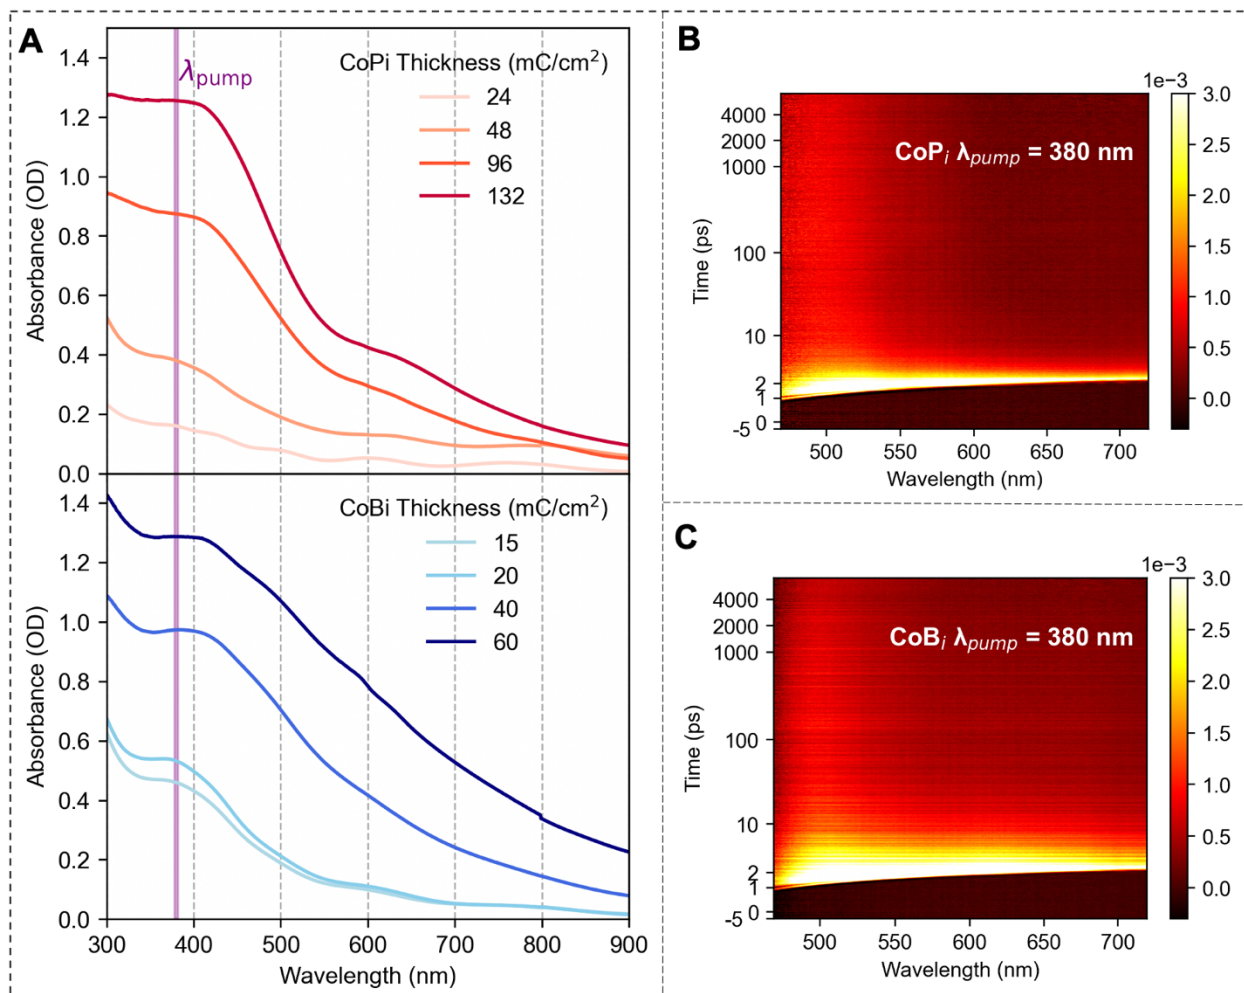 A
1.4
1.2
1.0
0.8
0.6
0.4
0.2
0.0
Absorbance (OD)
λpump
CoPi Thickness (mC/cm²)
24
48
96
132
1.4
1.2
1.0
0.8
0.6
0.4
0.2
0.0
Absorbance (OD)
CoBi Thickness (mC/cm²)
15
20
40
60
300 400 500 600 700 800 900
Wavelength (nm)
B
4000
2000
1000
100
10
2
1
0
-5
Time (ps)
CoPi λpump = 380 nm
500 550 600 650 700
Wavelength (nm)
1e−3
3.0
2.5
2.0
1.5
1.0
0.5
0.0
C
4000
2000
1000
100
10
2
1
0
-5
Time (ps)
CoBi λpump = 380 nm
500 550 600 650 700
Wavelength (nm)
1e−3
3.0
2.5
2.0
1.5
1.0
0.5
0.0